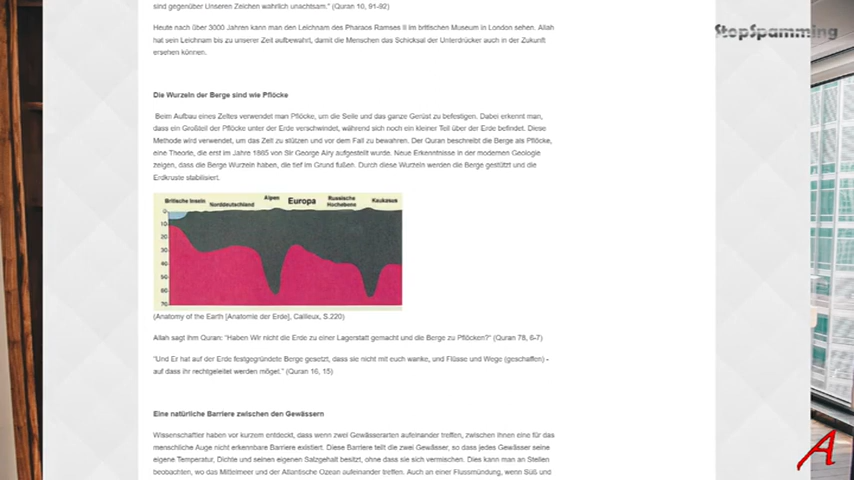 sind gegenüber Unseren Zeichen wahrlich unachtsam." (Quran 10, 91-92)
Heute nach über 3000 Jahren kann man den Leichnam des Pharaos Ramses II im britischen Museum in London sehen. Allah
hat sein Leichnam bis zu unserer Zeit aufbewahrt, damit die Menschen das Schicksal der Unterdrücker auch in der Zukunft
ersehen können.
Die Wurzeln der Berge sind wie Pflöcke
Beim Aufbau eines Zeltes verwendet man Pflöcke, um die Seile und das ganze Gerüst zu befestigen. Dabei erkennt man,
dass ein Großteil der Pflöcke unter der Erde verschwindet, während sich noch ein kleiner Teil über der Erde befindet. Diese
Methode wird verwendet, um das Zelt zu stützen und vor dem Fall zu bewahren. Der Quran beschreibt die Berge als Pflöcke,
eine Theorie, die erst im Jahre 1865 von Sir George Airy aufgestellt wurde. Neue Erkenntnisse in der modernen Geologie
zeigen, dass die Berge Wurzeln haben, die tief im Grund fußen. Durch diese Wurzeln werden die Berge gestützt und die
Erdkruste stabilisiert.
Britische Inseln Norddeutschland Alpen Europa Russische Hochebene Kaukasus
0
10
20
30
40
50
60
70
(Anatomy of the Earth [Anatomie der Erde], Cailleux, S.220)
Allah sagt ihm Quran: "Haben Wir nicht die Erde zu einer Lagerstatt gemacht und die Berge zu Pflöcken?" (Quran 78, 6-7)
"Und Er hat auf der Erde festgegründete Berge gesetzt, dass sie nicht mit euch wanke, und Flüsse und Wege (geschaffen) -
auf dass ihr rechtgeleitet werden möget." (Quran 16, 15)
Eine natürliche Barriere zwischen den Gewässern
Wissenschaftler haben vor kurzem entdeckt, dass wenn zwei Gewässerarten aufeinander treffen, zwischen ihnen eine für das
menschliche Auge nicht erkennbare Barriere existiert. Diese Barriere teilt die zwei Gewässer, so dass jedes Gewässer seine
eigene Temperatur, Dichte und seinen eigenen Salzgehalt besitzt, ohne dass sie sich vermischen. Dies kann man an Stellen
beobachten, wo das Mittelmeer und der Atlantische Ozean aufeinander treffen. Auch an einer Flussmündung, wenn Süß und
StopSpamming
A